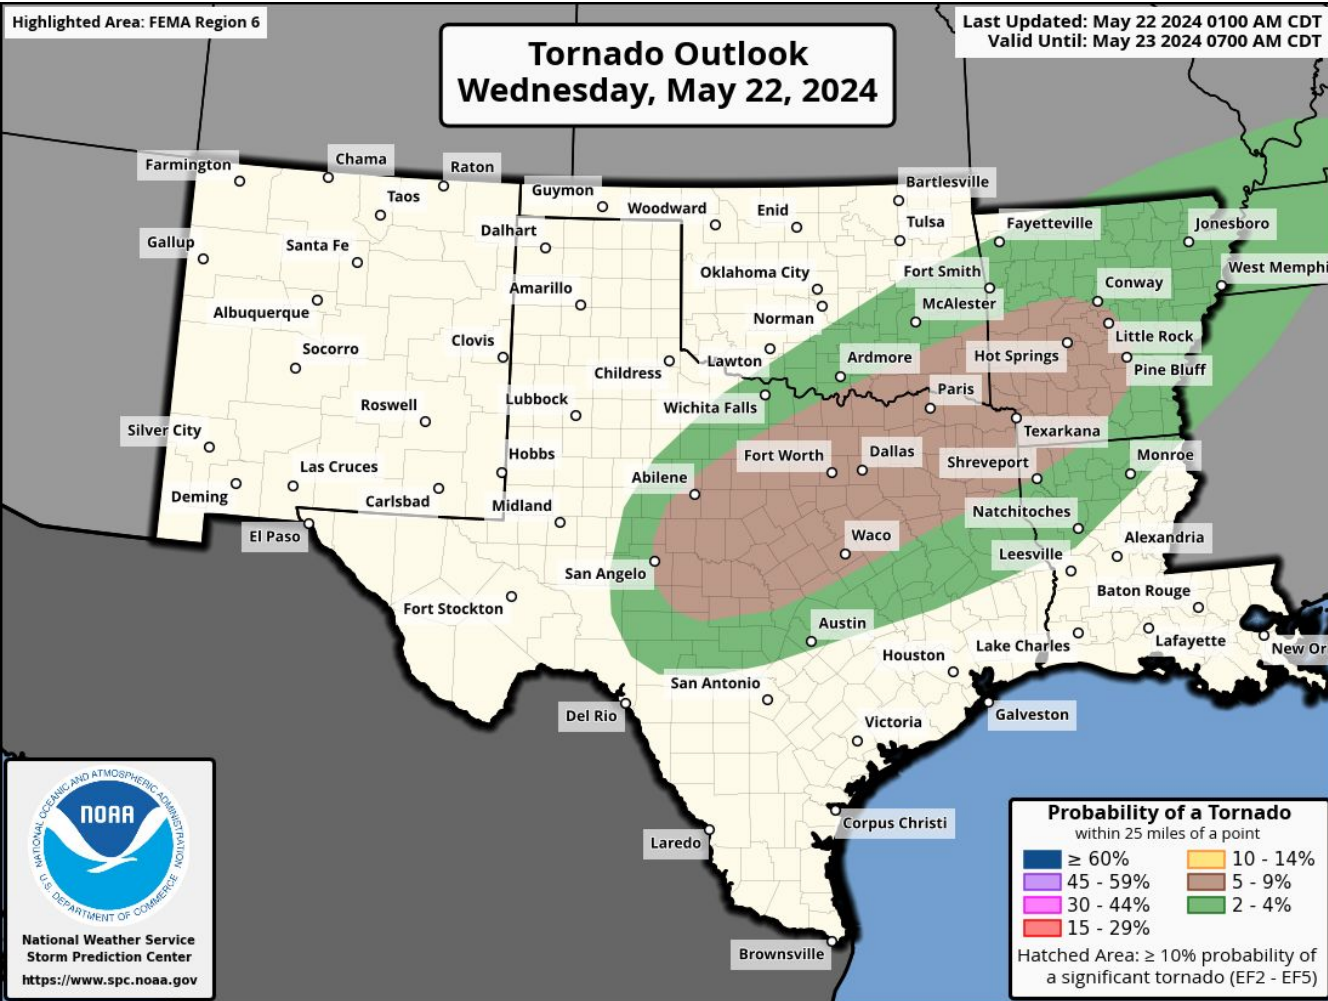 Highlighted Area: FEMA Region 6
Last Updated: May 22 2024 0100 AM CDT
Valid Until: May 23 2024 0700 AM CDT
Tornado Outlook
Wednesday, May 22, 2024
Farmington
Chama
Raton
Taos
Guymon
Woodward
Enid
Bartlesville
Tulsa
Fayetteville
Jonesboro
Gallup
Santa Fe
Dalhart
Oklahoma City
Fort Smith
West Memphi
Amarillo
McAlester
Conway
Albuquerque
Norman
Little Rock
Socorro
Clovis
Childress
Lawton
Ardmore
Hot Springs
Pine Bluff
Roswell
Lubbock
Wichita Falls
Paris
Texarkana
Silver City
Las Cruces
Hobbs
Abilene
Fort Worth
Dallas
Shreveport
Monroe
Deming
Carlsbad
Midland
Natchitoches
El Paso
Waco
Leesville
Alexandria
San Angelo
Baton Rouge
Fort Stockton
Austin
Lake Charles
Lafayette
New Or
Houston
San Antonio
Del Rio
Galveston
Victoria
Corpus Christi
Laredo
Brownsville
NATIONAL OCEANIC AND ATMOSPHERIC ADMINISTRATION
NOAA
U.S. DEPARTMENT OF COMMERCE
National Weather Service
Storm Prediction Center
https://www.spc.noaa.gov
Probability of a Tornado
within 25 miles of a point
≥ 60%
45 - 59%
30 - 44%
15 - 29%
10 - 14%
5 - 9%
2 - 4%
Hatched Area: ≥ 10% probability of
a significant tornado (EF2 - EF5)